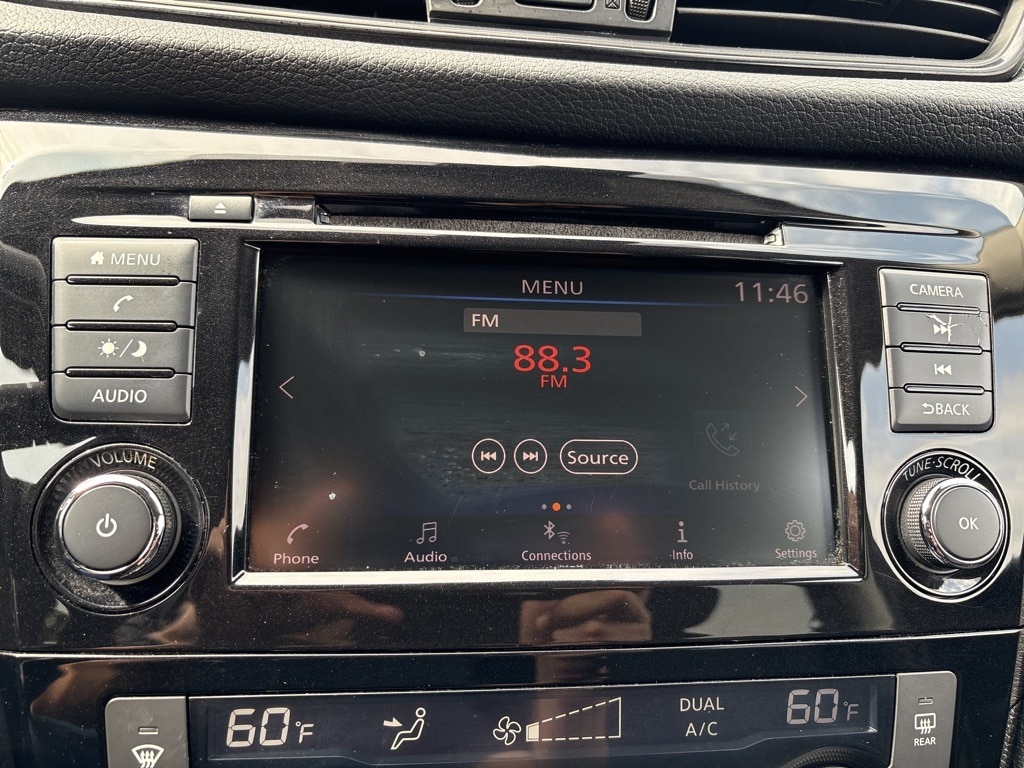 MENU
AUDIO
VOLUME
MENU 11:46
FM
88.3
FM
Source
Call History
Phone Audio Connections Info Settings
CAMERA
BACK
TUNE·SCROLL
OK
60°F
DUAL
A/C
60°F
REAR